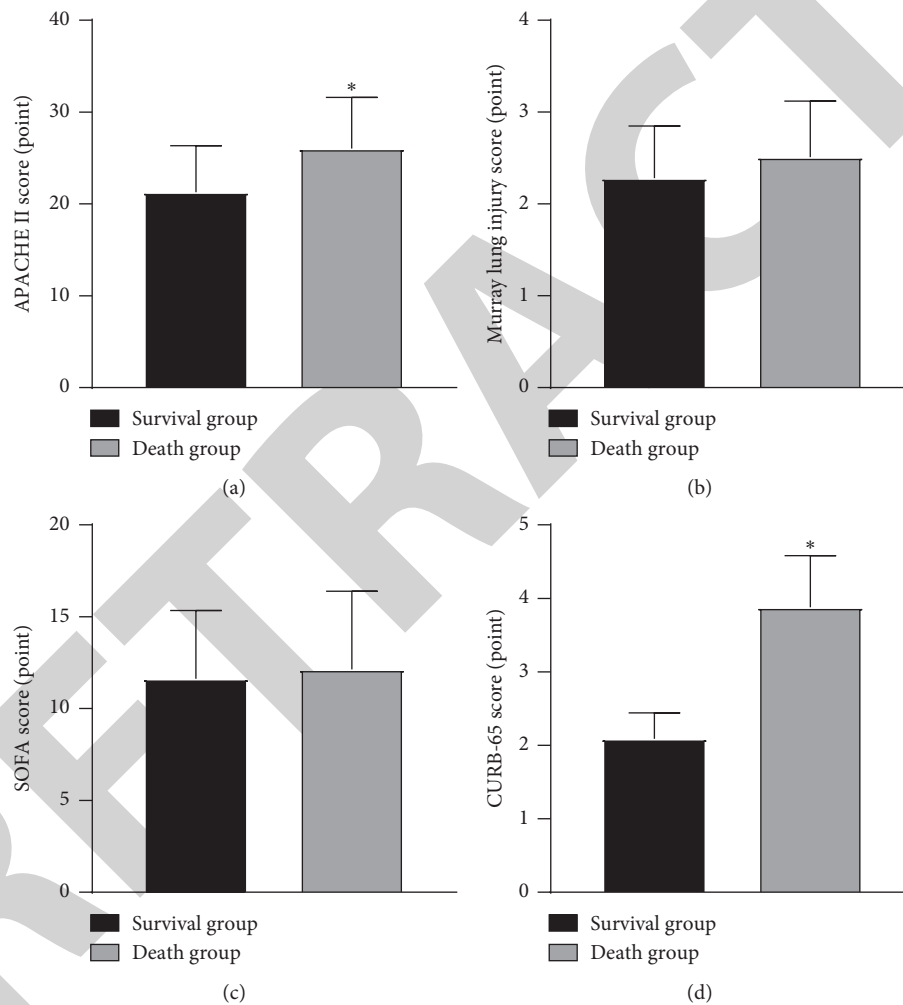 40
30
20
10
0
APACHE II score (point)
*
Survival group
Death group
(a)
4
3
2
1
0
Murray lung injury score (point)
Survival group
Death group
(b)
20
15
10
5
0
SOFA score (point)
Survival group
Death group
(c)
5
4
3
2
1
0
CURB-65 score (point)
*
Survival group
Death group
(d)
RETRACT